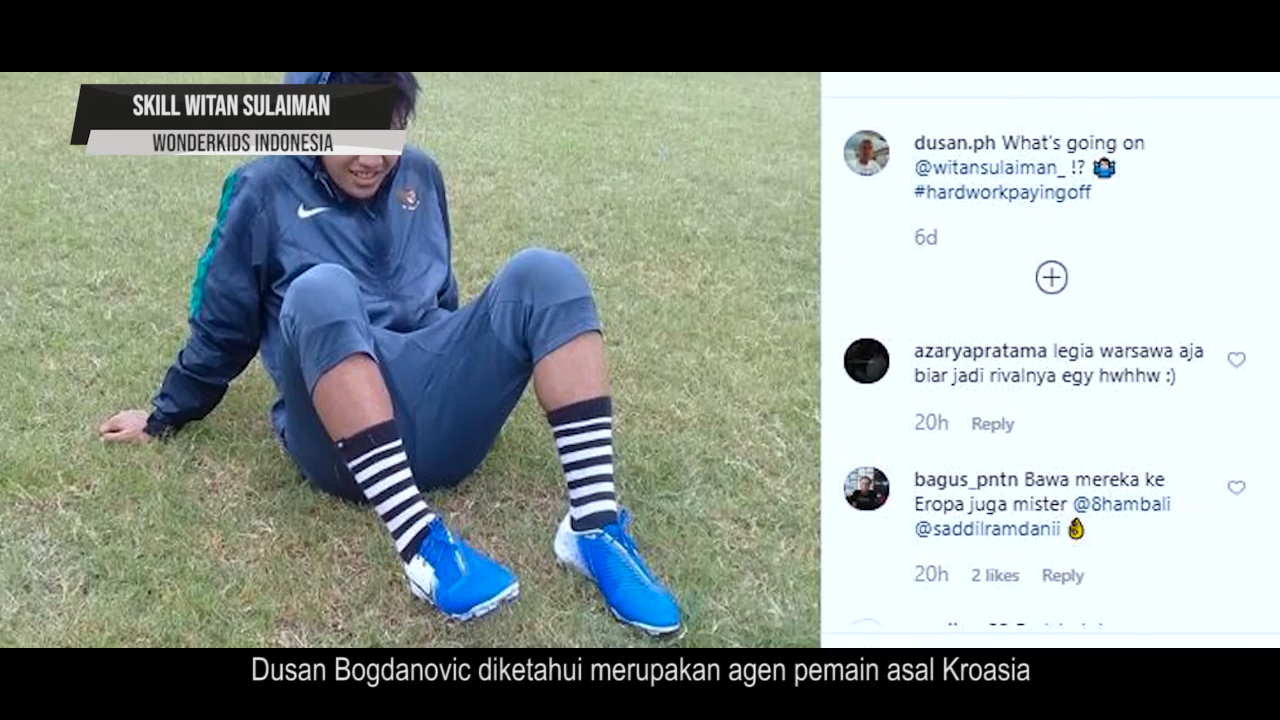 SKILL WITAN SULAIMAN
WONDERKIDS INDONESIA
dusan.ph What's going on
@witansulaiman_ !? 🤷🏻‍♂️
#hardworkpayingoff
6d
azaryapratama legia warsawa aja
biar jadi rivalnya egy hwhhw :)
20h Reply
bagus_pntn Bawa mereka ke
Eropa juga mister @8hambali
@saddilramdanii 👌
20h 2 likes Reply
Dusan Bogdanovic diketahui merupakan agen pemain asal Kroasia